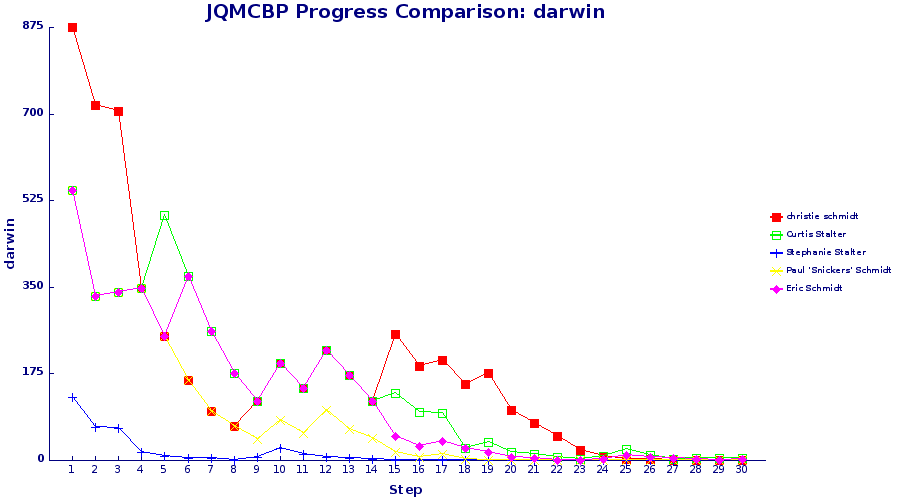 JQMCBP Progress Comparison: darwin
875
700
525
350
175
0
darwin
1 2 3 4 5 6 7 8 9 10 11 12 13 14 15 16 17 18 19 20 21 22 23 24 25 26 27 28 29 30
Step
christie schmidt
Curtis Stalter
Stephanie Stalter
Paul 'Snickers' Schmidt
Eric Schmidt